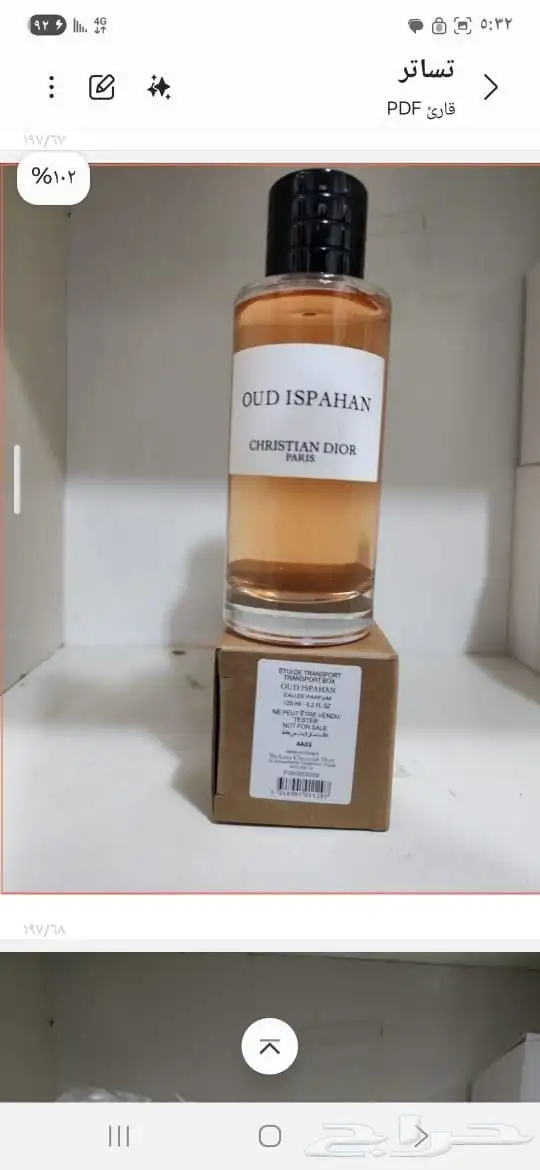 ٩٢
4G
٥:٣٢
تساتر
قارئ PDF
١٩٧/٦٧
%١٠٢
OUD ISPAHAN
CHRISTIAN DIOR
PARIS
ÉTUI DE TRANSPORT
TRANSPORT BOX
OUD ISPAHAN
EAU DE PARFUM
125 ml - 4.2 FL OZ
NE PEUT ÊTRE VENDU
TESTER
NOT FOR SALE
4A03
Parfums Christian Dior
١٩٧/٦٨
حراج